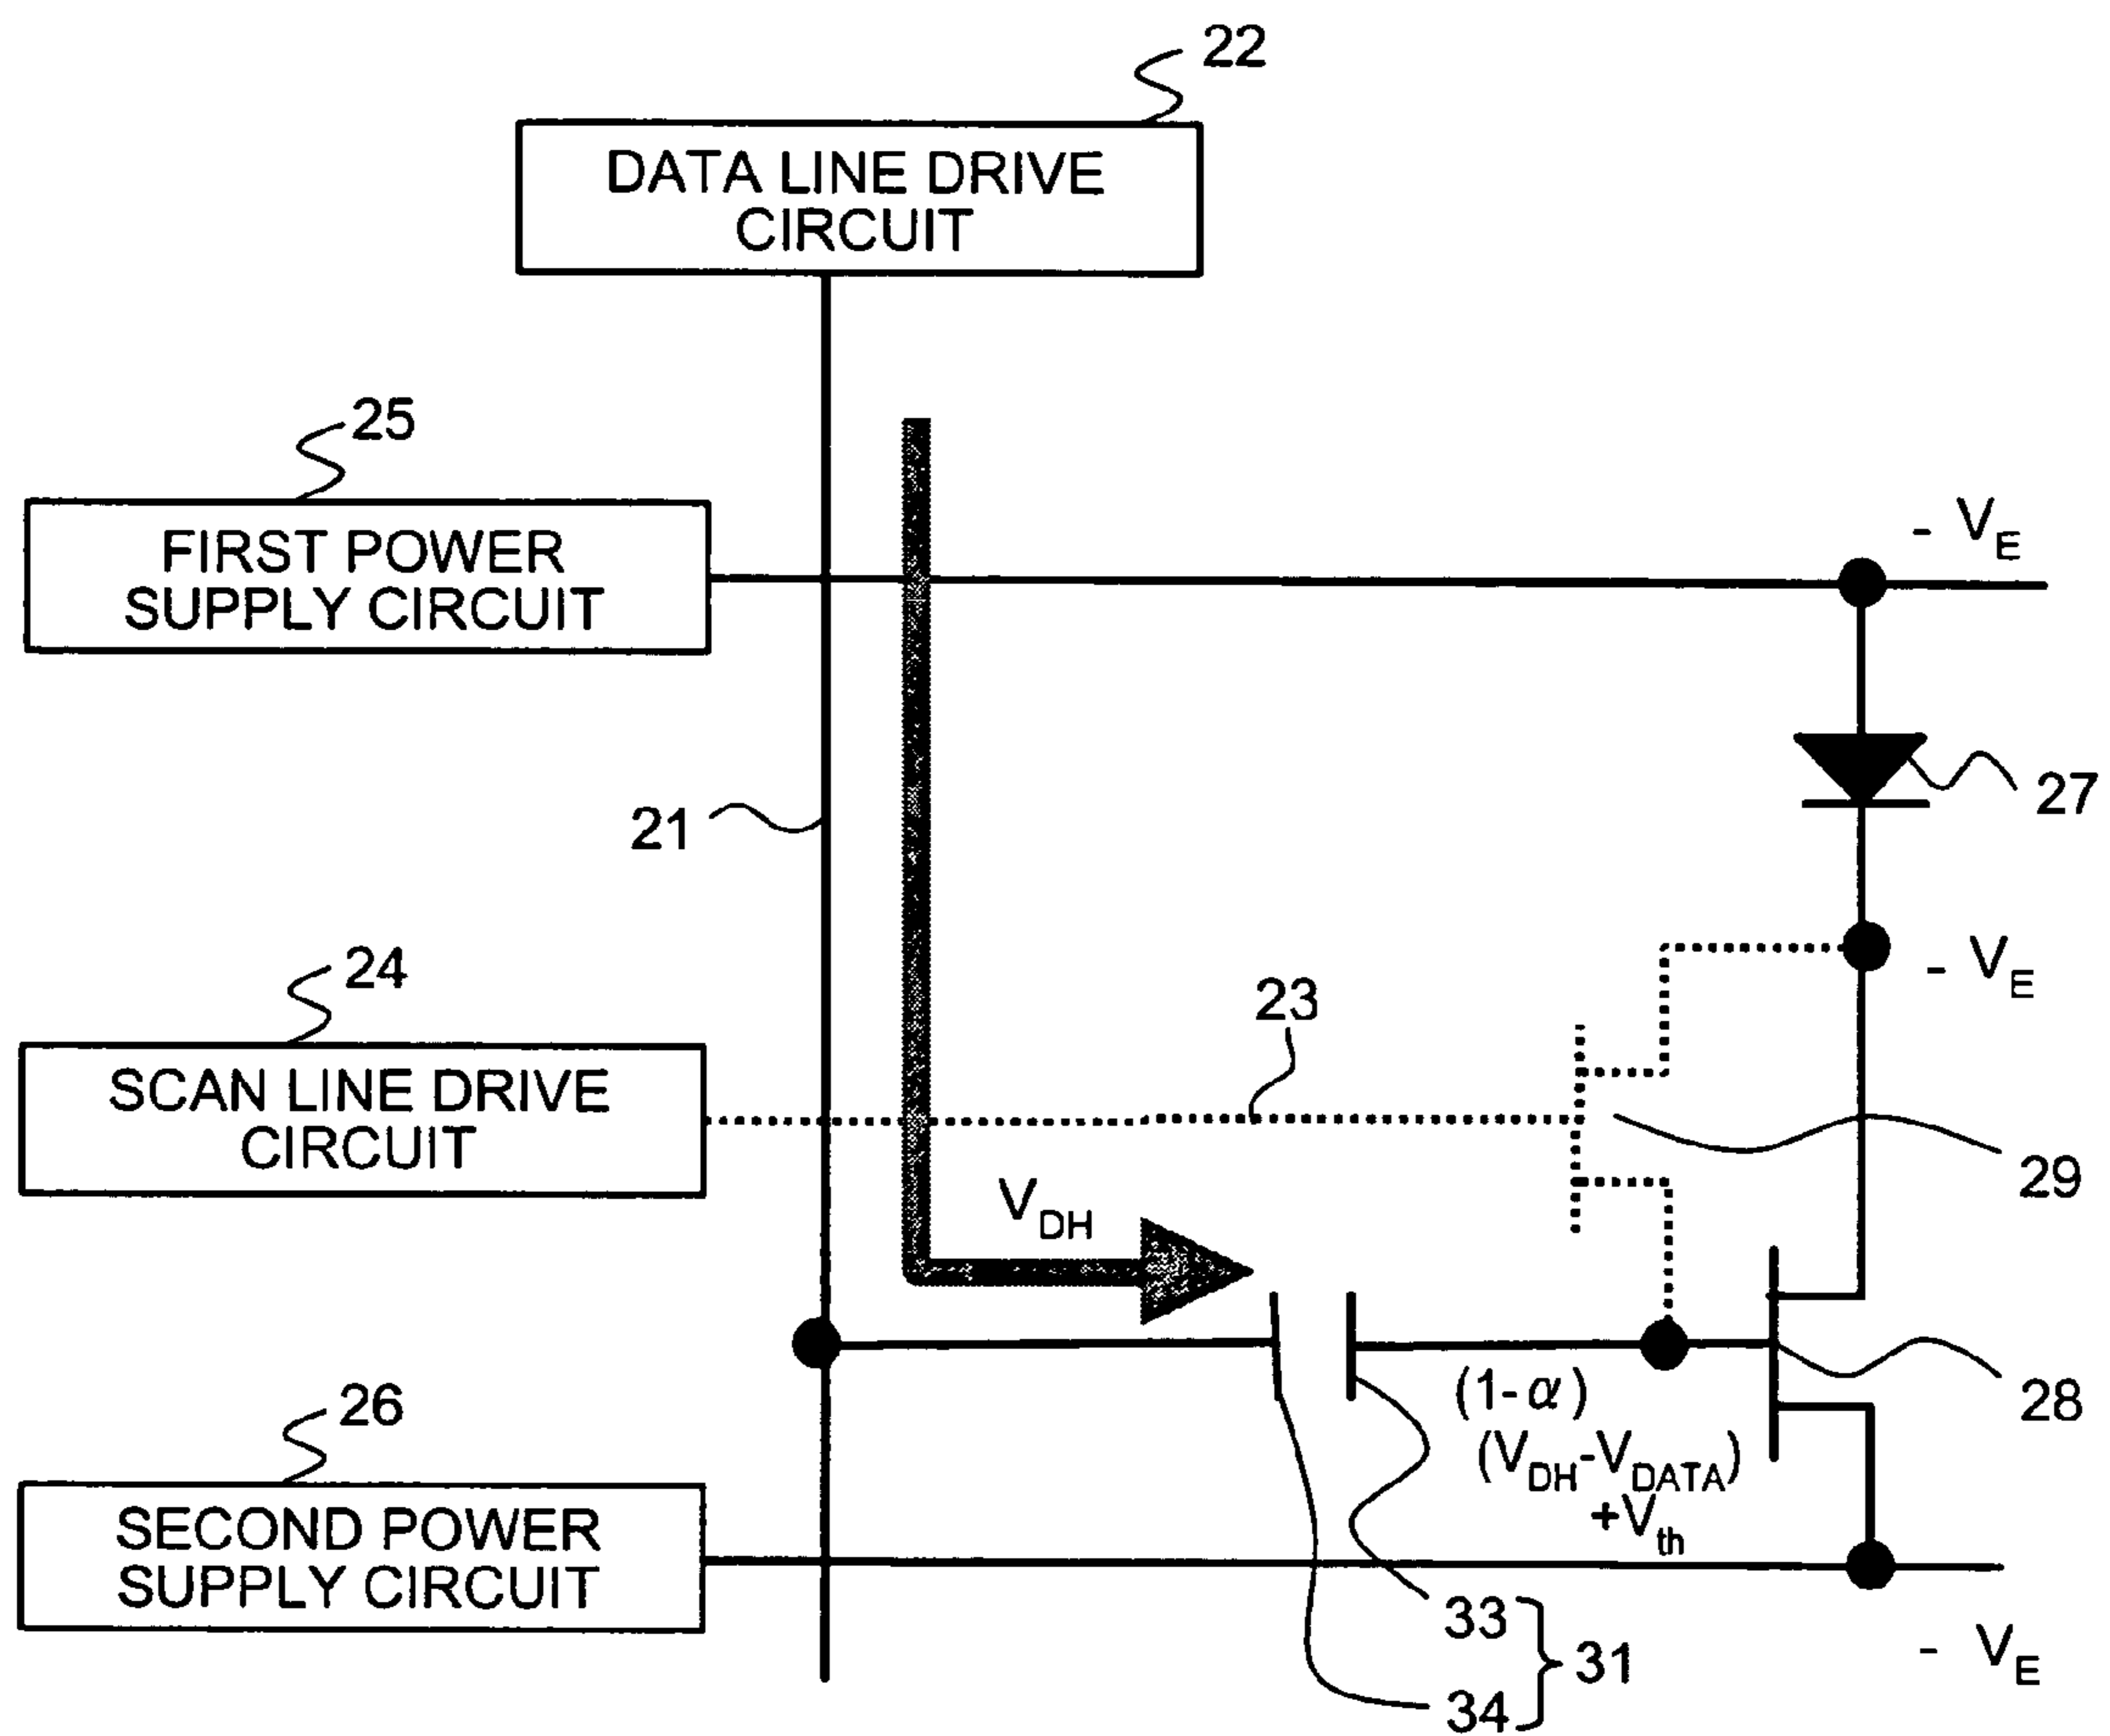 22
DATA LINE DRIVE
CIRCUIT
25
FIRST POWER
SUPPLY CIRCUIT
- VE
27
21
24
- VE
23
SCAN LINE DRIVE
CIRCUIT
29
VDH
26
(1-α)
(VDH-VDATA)
+Vth
28
SECOND POWER
SUPPLY CIRCUIT
33
31
34
- VE